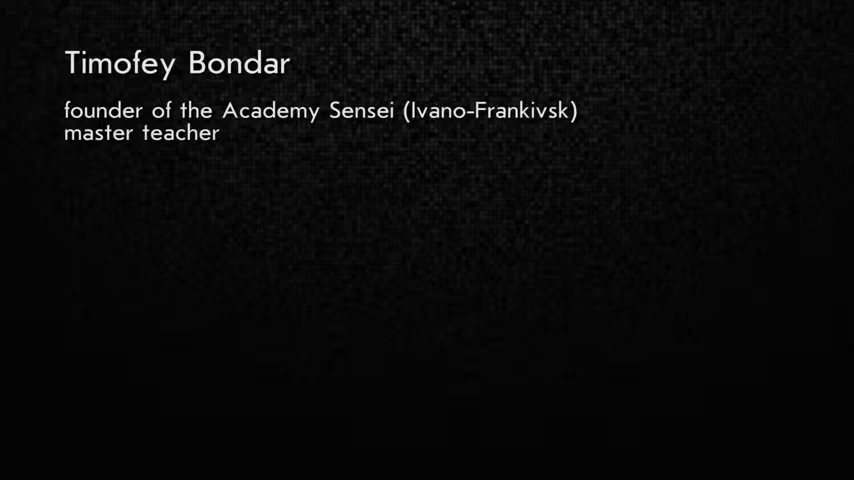 Timofey Bondar
founder of the Academy Sensei (Ivano-Frankivsk)
master teacher